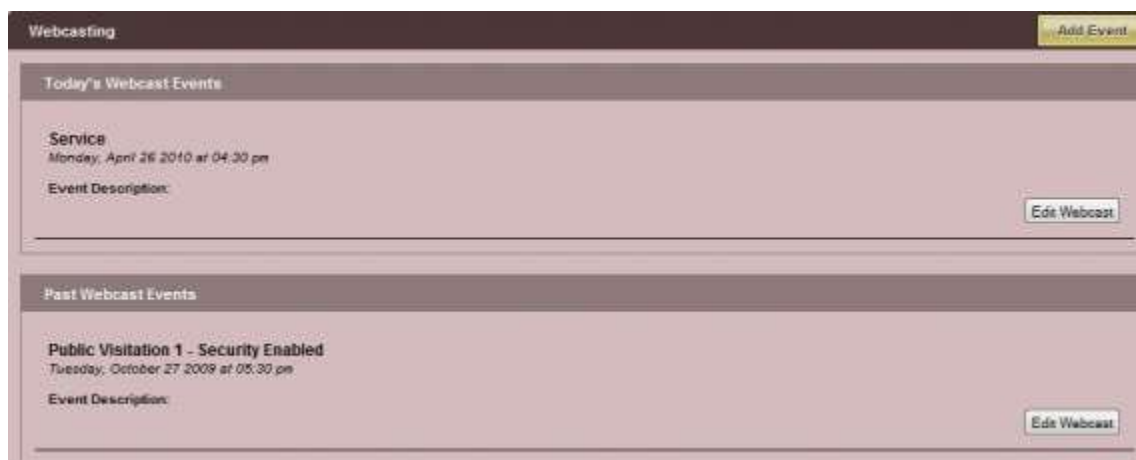 Webcasting
Add Event
Today's Webcast Events
Service
Monday, April 26 2010 at 04:30 pm
Event Description:
Edit Webcast
Past Webcast Events
Public Visitation 1 - Security Enabled
Tuesday, October 27 2009 at 05:30 pm
Event Description:
Edit Webcast